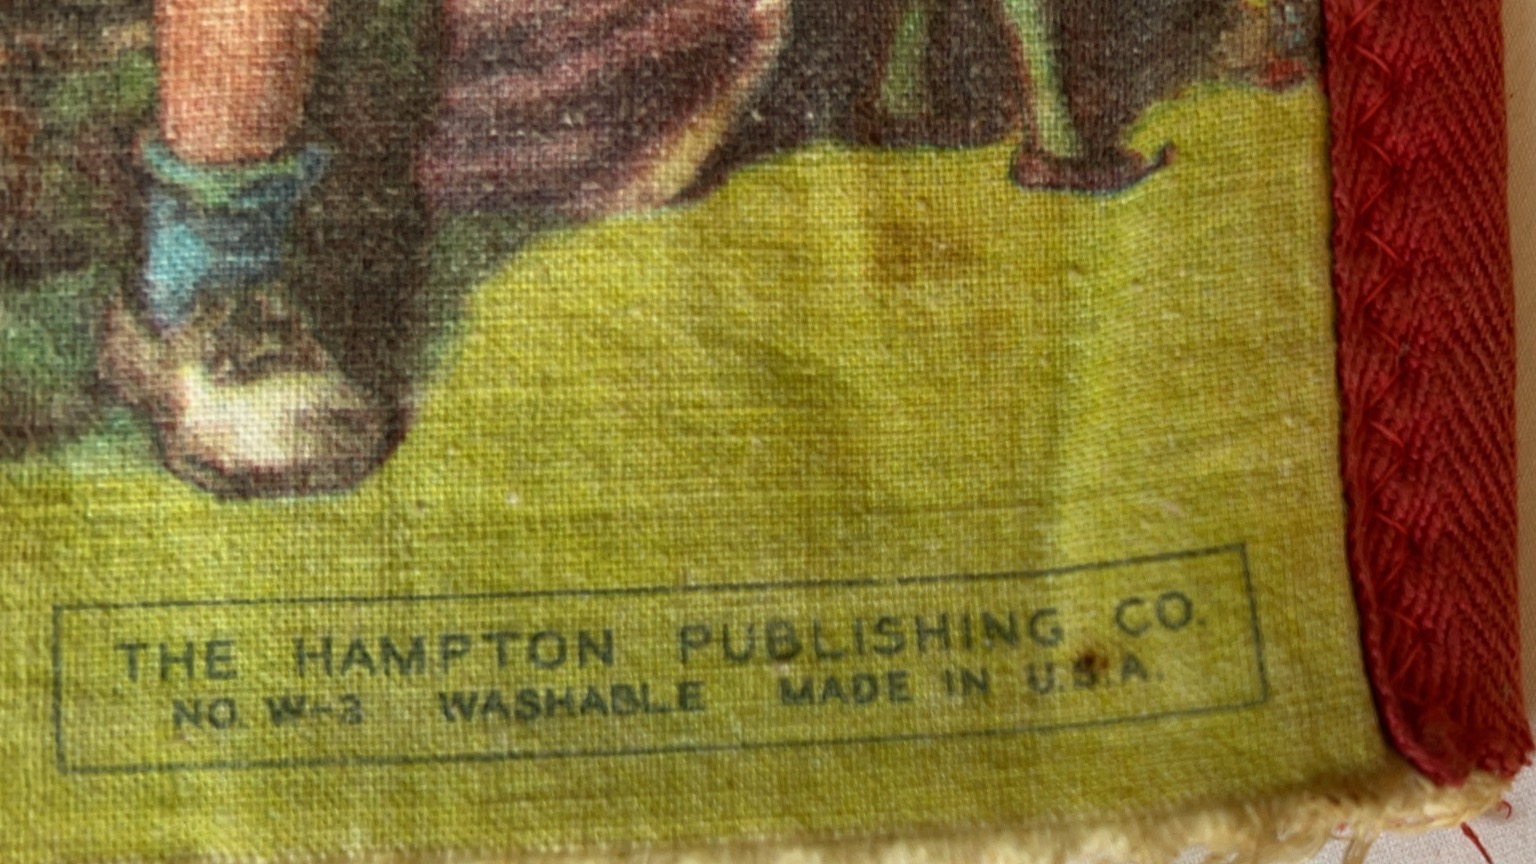 THE HAMPTON PUBLISHING CO.
NO. W-3 WASHABLE MADE IN U.S.A.